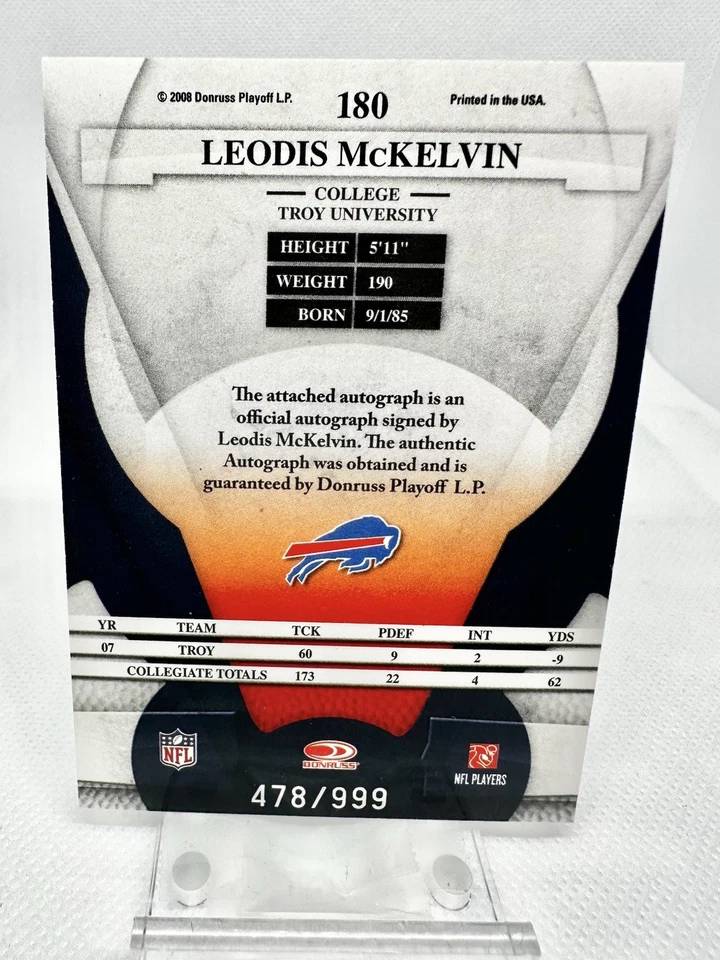 © 2008 Donruss Playoff L.P. 180 Printed in the USA.
LEODIS McKELVIN
COLLEGE
TROY UNIVERSITY
HEIGHT 5'11"
WEIGHT 190
BORN 9/1/85
The attached autograph is an
official autograph signed by
Leodis McKelvin. The authentic
Autograph was obtained and is
guaranteed by Donruss Playoff L.P.
YR TEAM TCK PDEF INT YDS
07 TROY 60 9 2 -9
COLLEGIATE TOTALS 173 22 4 62
NFL
DONRUSS
NFL PLAYERS
478/999